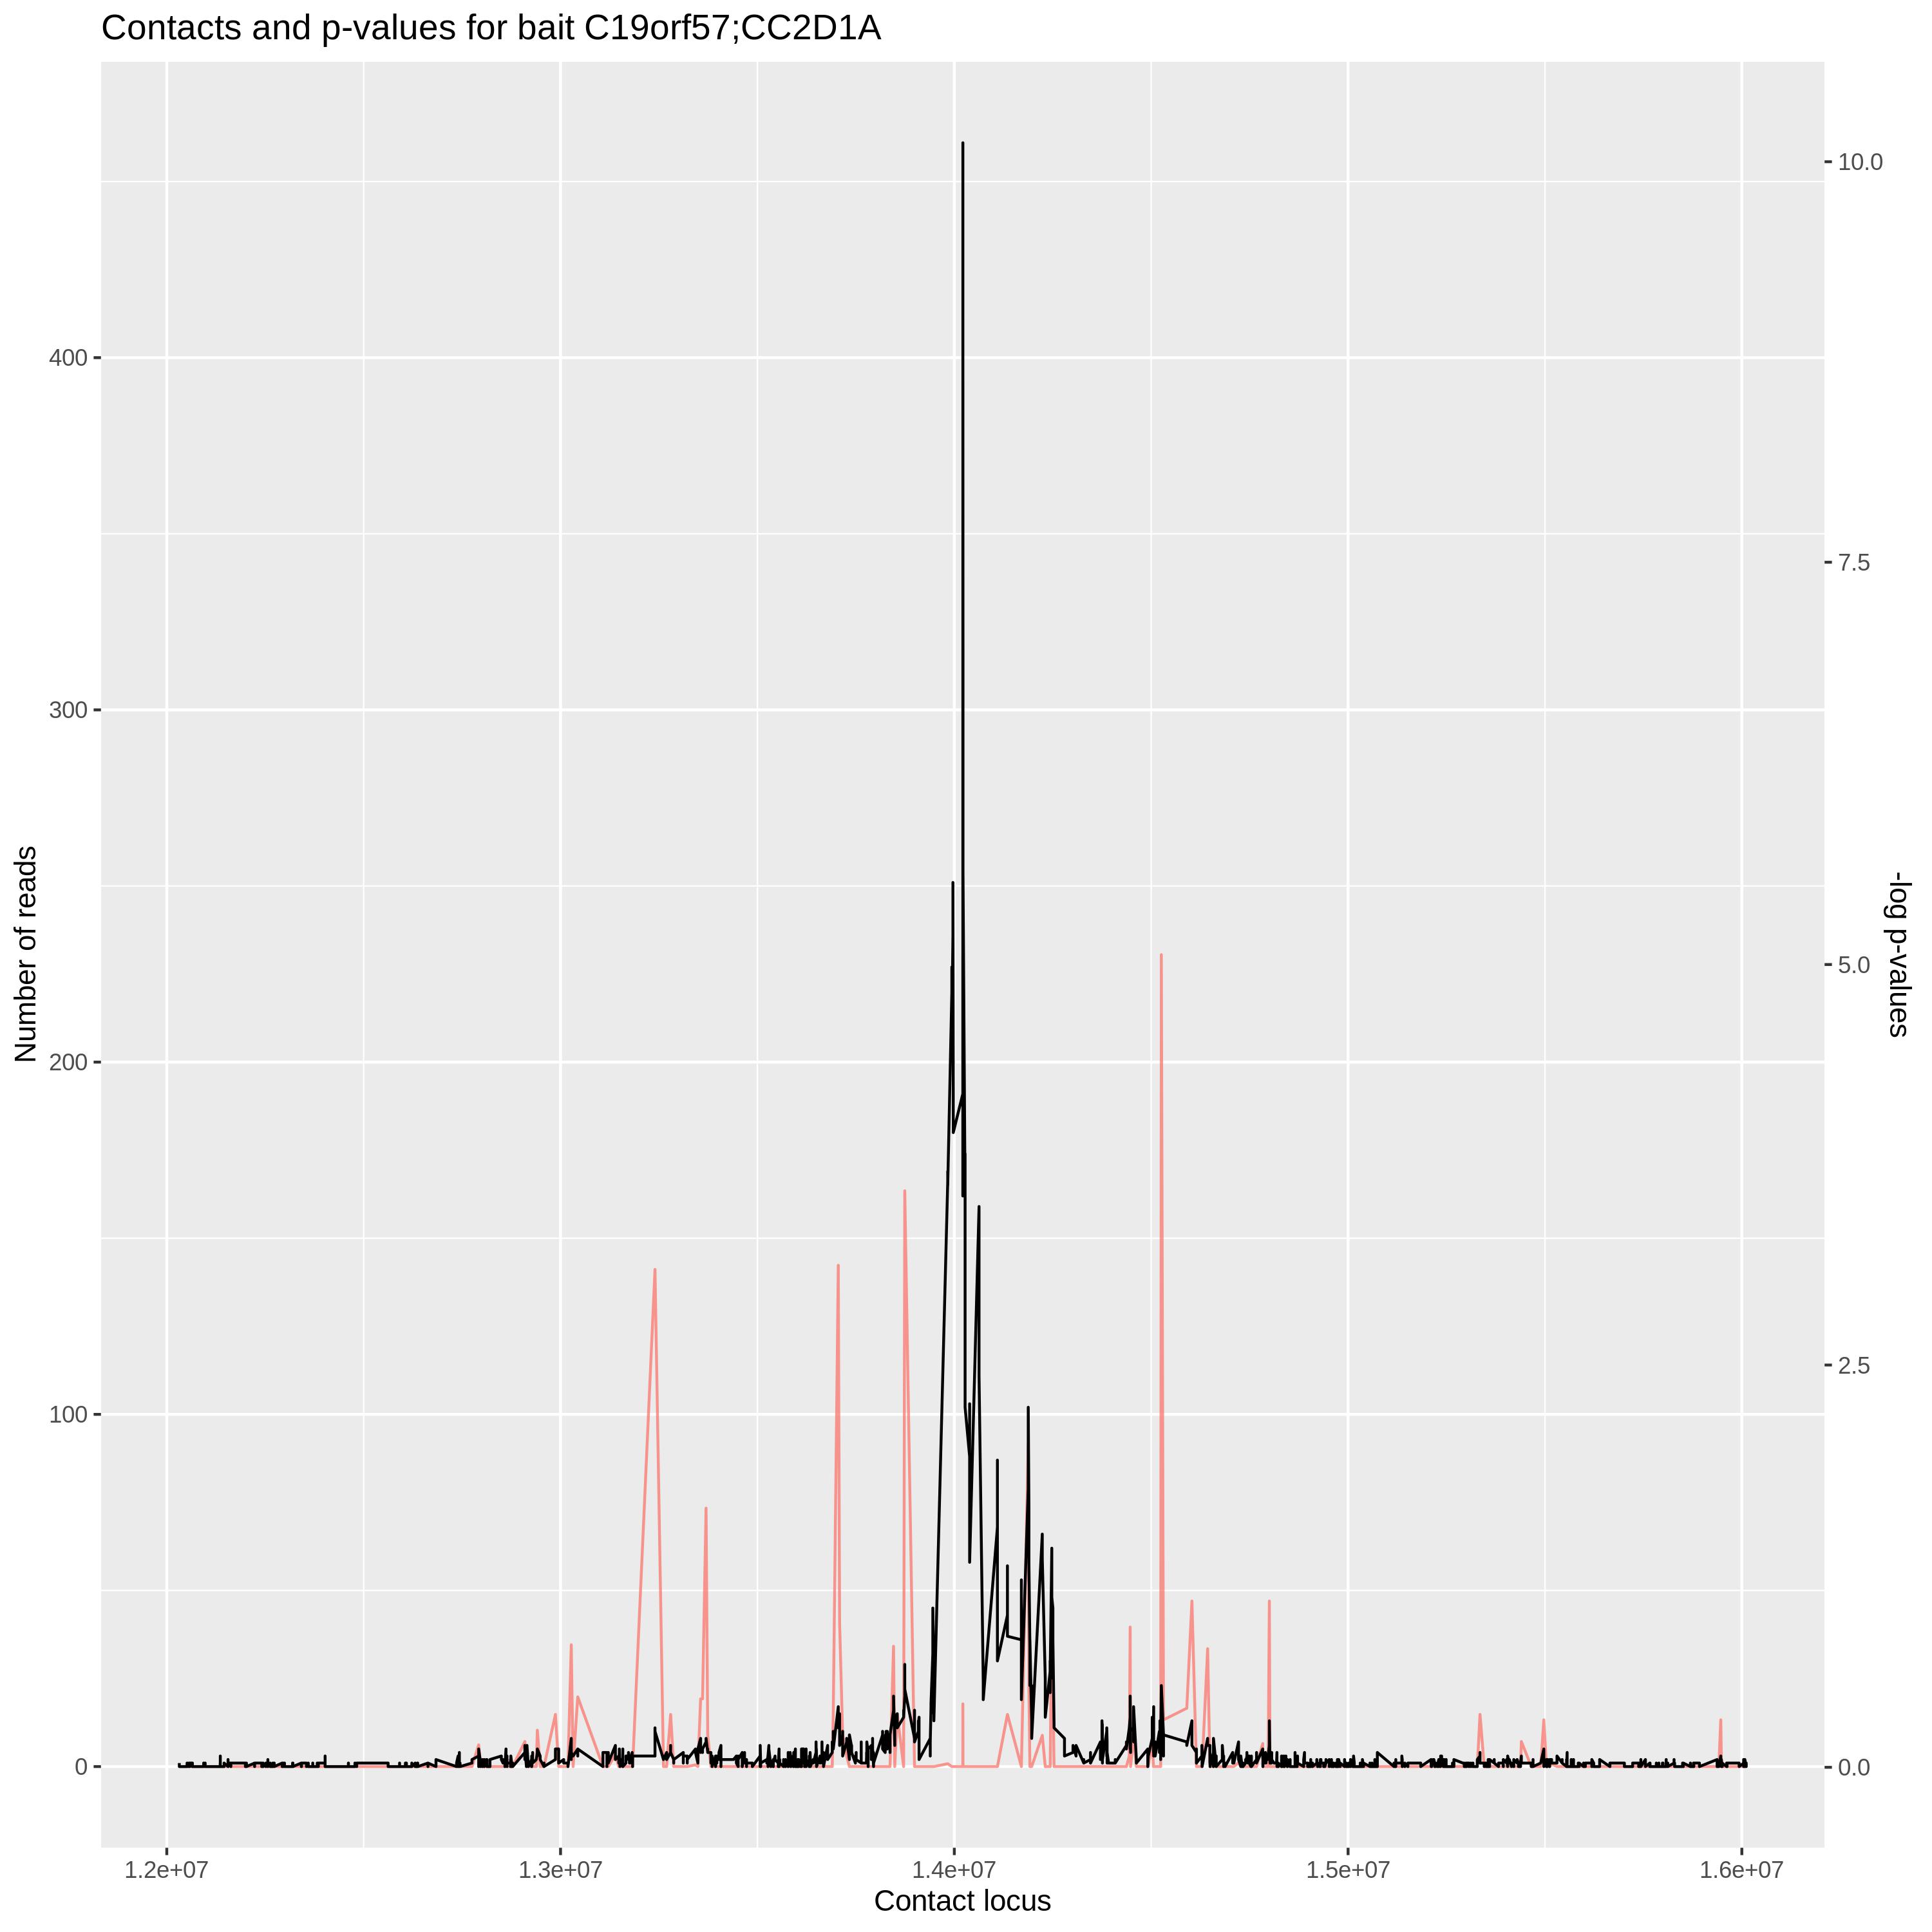 Contacts and p-values for bait C19orf57;CC2D1A
Number of reads
400
300
200
100
0
10.0
7.5
5.0
2.5
0.0
-log p-values
1.2e+07 1.3e+07 1.4e+07 1.5e+07 1.6e+07
Contact locus